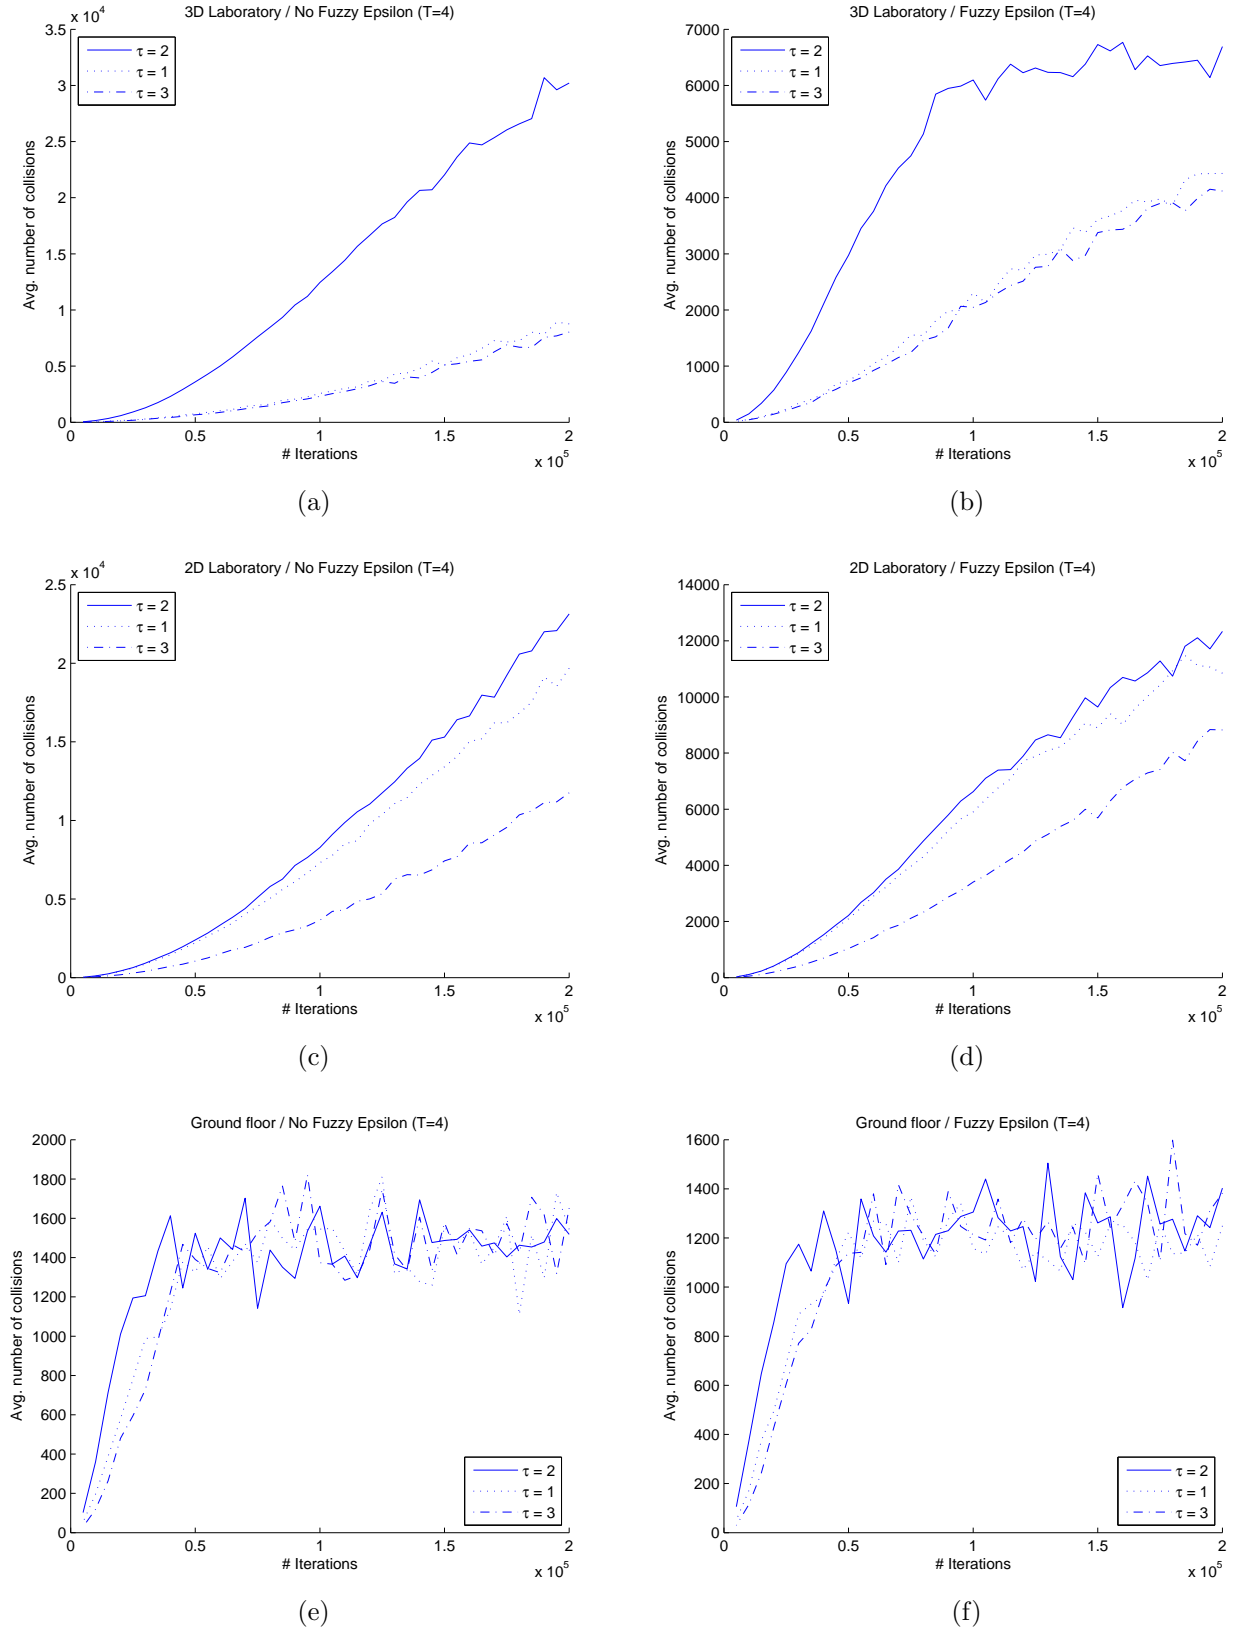 3D Laboratory / No Fuzzy Epsilon (T=4)
x 10^4
3.5
3
2.5
2
1.5
1
0.5
0
Avg. number of collisions
τ = 2
τ = 1
τ = 3
0 0.5 1 1.5 2
# Iterations
x 10^5
(a)
3D Laboratory / Fuzzy Epsilon (T=4)
7000
6000
5000
4000
3000
2000
1000
0
Avg. number of collisions
τ = 2
τ = 1
τ = 3
0 0.5 1 1.5 2
# Iterations
x 10^5
(b)
2D Laboratory / No Fuzzy Epsilon (T=4)
x 10^4
2.5
2
1.5
1
0.5
0
Avg. number of collisions
τ = 2
τ = 1
τ = 3
0 0.5 1 1.5 2
# Iterations
x 10^5
(c)
2D Laboratory / Fuzzy Epsilon (T=4)
14000
12000
10000
8000
6000
4000
2000
0
Avg. number of collisions
τ = 2
τ = 1
τ = 3
0 0.5 1 1.5 2
# Iterations
x 10^5
(d)
Ground floor / No Fuzzy Epsilon (T=4)
2000
1800
1600
1400
1200
1000
800
600
400
200
0
Avg. number of collisions
τ = 2
τ = 1
τ = 3
0 0.5 1 1.5 2
# Iterations
x 10^5
(e)
Ground floor / Fuzzy Epsilon (T=4)
1600
1400
1200
1000
800
600
400
200
0
Avg. number of collisions
τ = 2
τ = 1
τ = 3
0 0.5 1 1.5 2
# Iterations
x 10^5
(f)